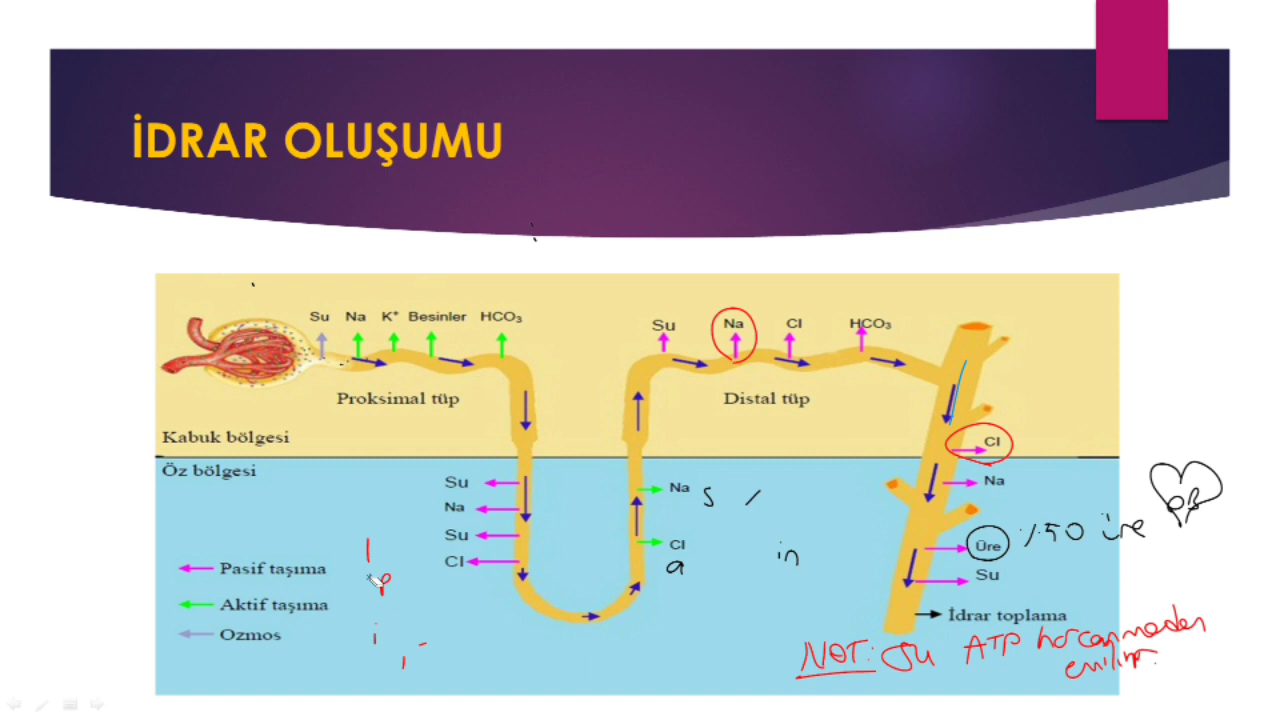 İDRAR OLUŞUMU
Su Na K⁺ Besinler HCO₃
Su Na Cl HCO₃
Proksimal tüp
Distal tüp
Kabuk bölgesi
Cl
Öz bölgesi
Su
Na
Su
Cl
Na
Cl
a
in
Na
Üre
%50 üre
Su
İdrar toplama
Pasif taşıma
Aktif taşıma
Ozmos
NOT: Su ATP harcanmadan
emilir.